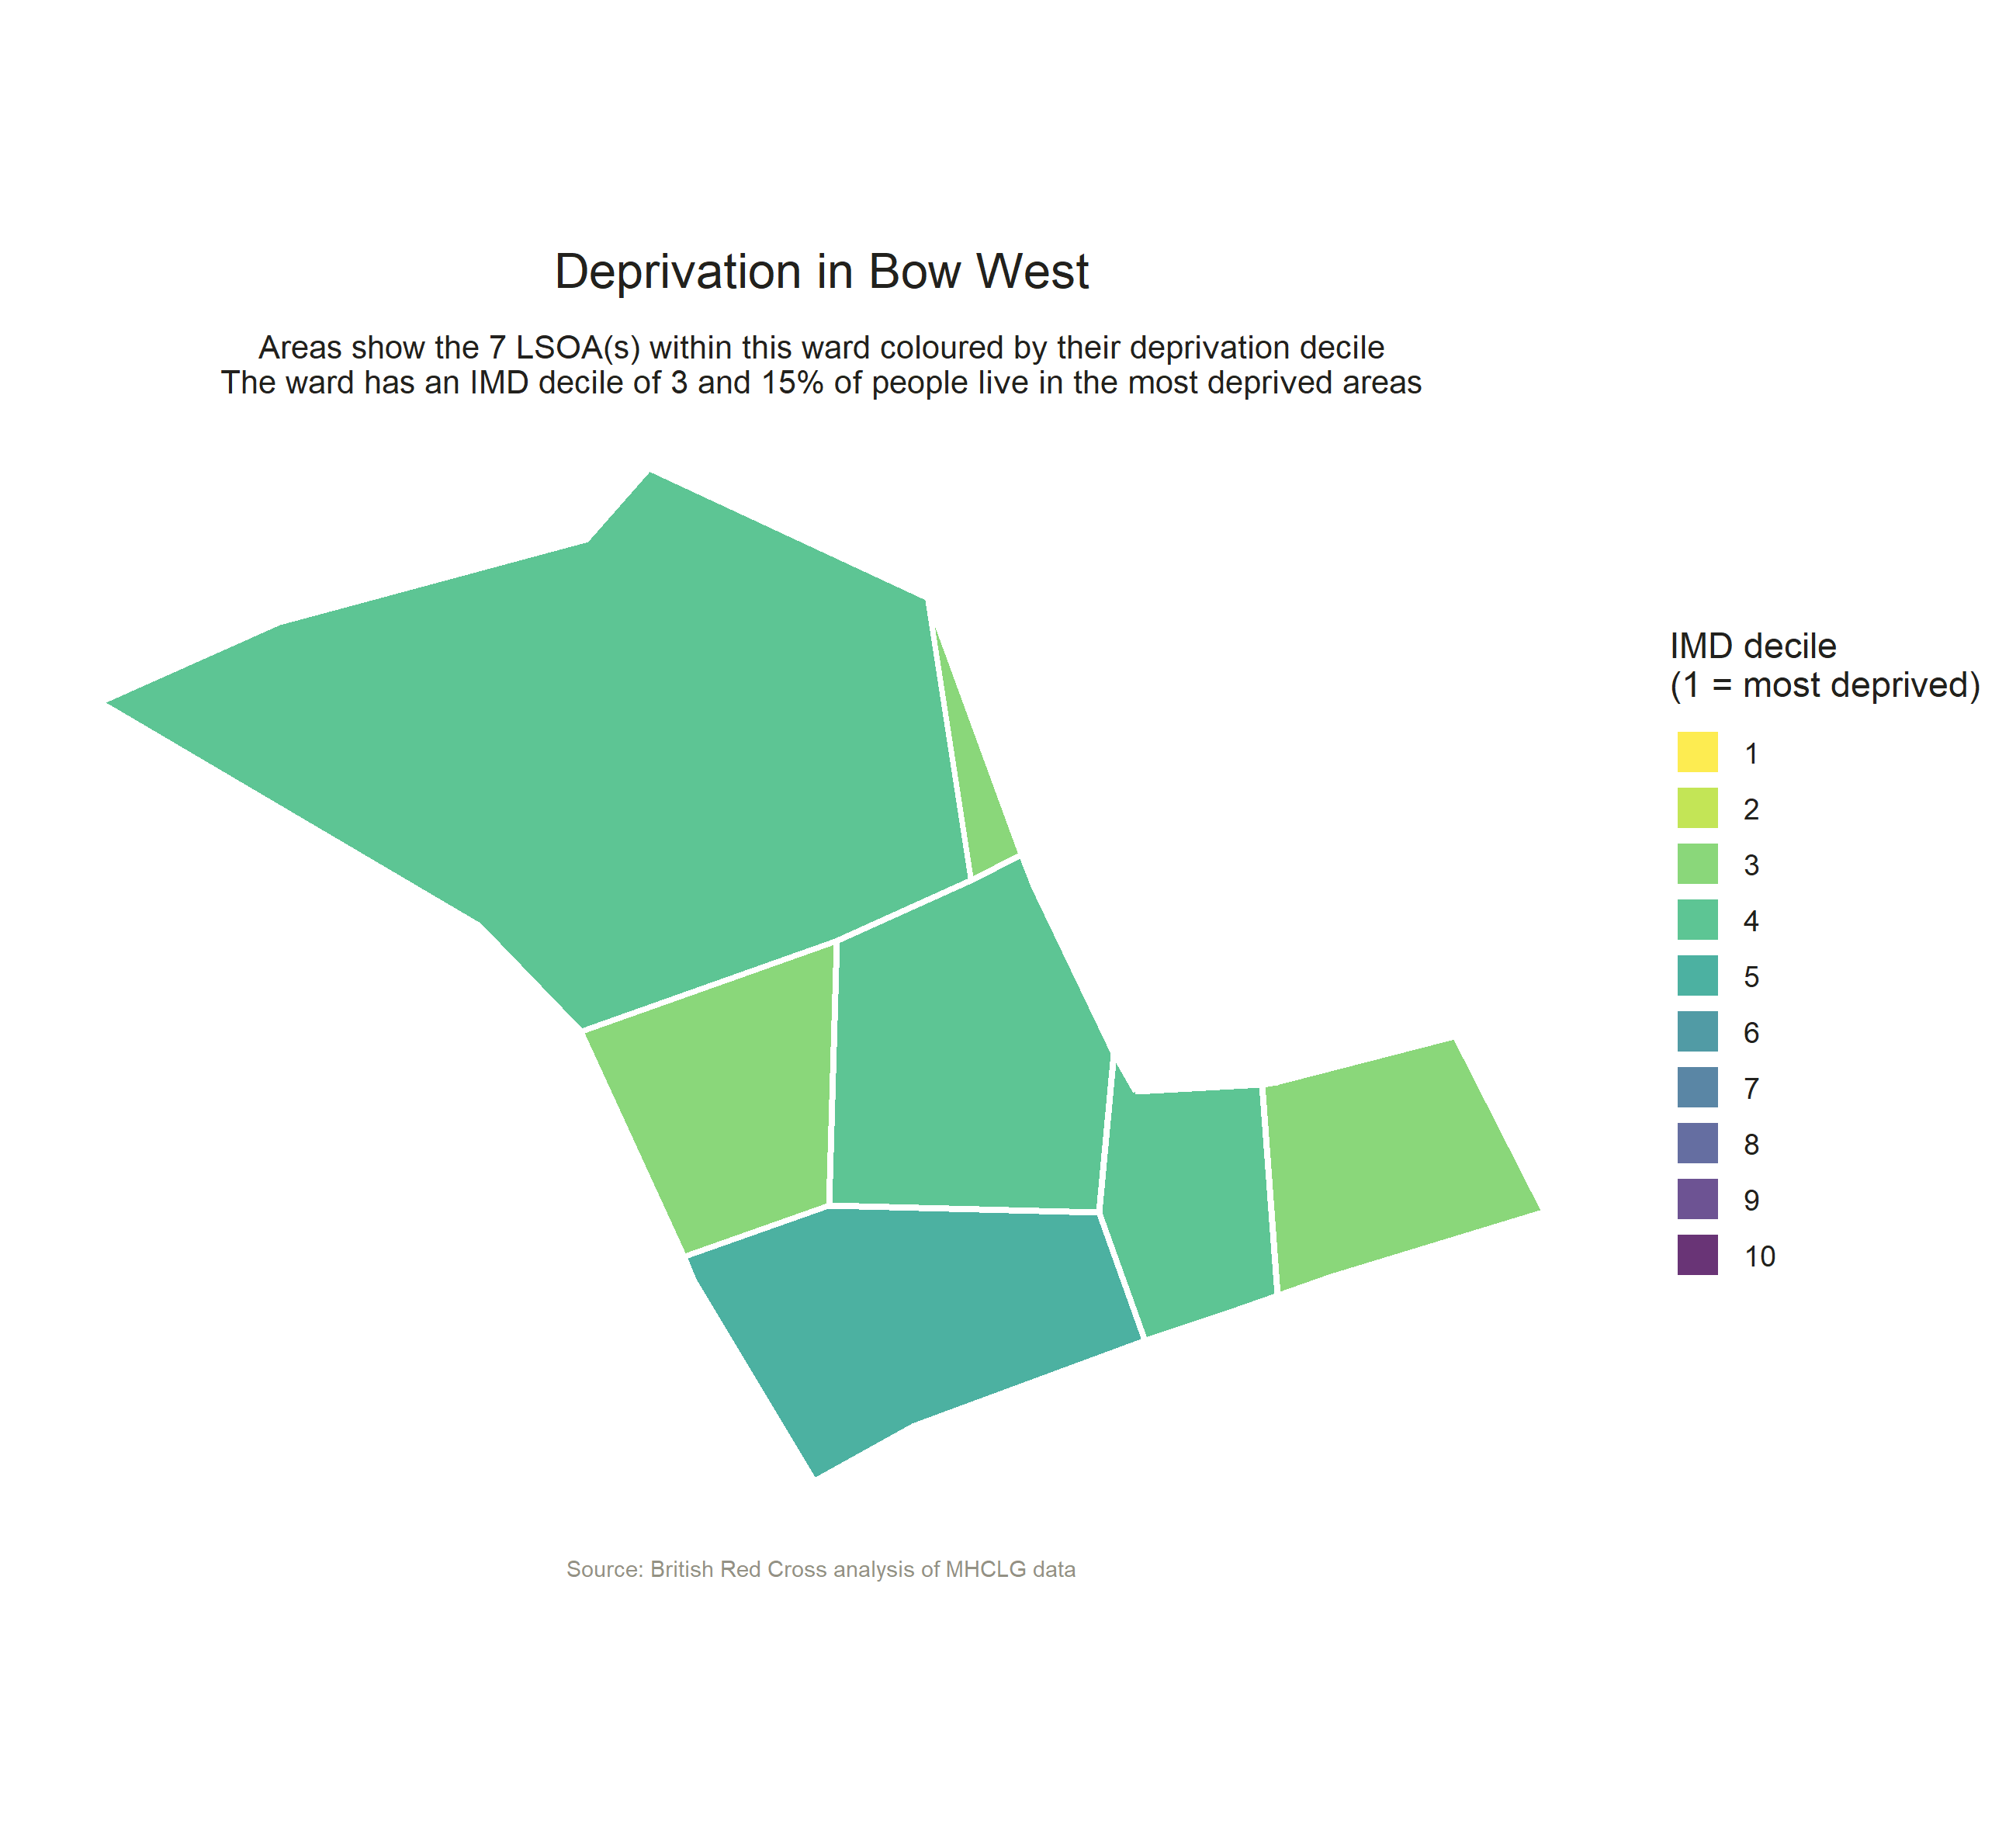 Deprivation in Bow West
Areas show the 7 LSOA(s) within this ward coloured by their deprivation decile
The ward has an IMD decile of 3 and 15% of people live in the most deprived areas
IMD decile
(1 = most deprived)
1
2
3
4
5
6
7
8
9
10
Source: British Red Cross analysis of MHCLG data